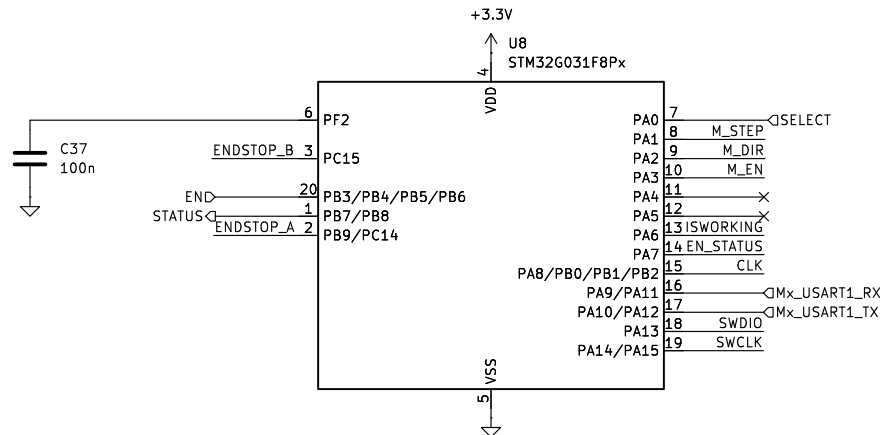 +3.3V
U8
STM32G031F8Px
4
VDD
6 PF2
C37
100n
ENDSTOP_B 3 PC15
EN 20 PB3/PB4/PB5/PB6
STATUS 1 PB7/PB8
ENDSTOP_A 2 PB9/PC14
PA0 7 SELECT
PA1 8 M_STEP
PA2 9 M_DIR
PA3 10 M_EN
PA4 11
PA5 12
PA6 13 ISWORKING
PA7 14 EN_STATUS
PA8/PB0/PB1/PB2 15 CLK
PA9/PA11 16 Mx_USART1_RX
PA10/PA12 17 Mx_USART1_TX
PA13 18 SWDIO
PA14/PA15 19 SWCLK
VSS
5